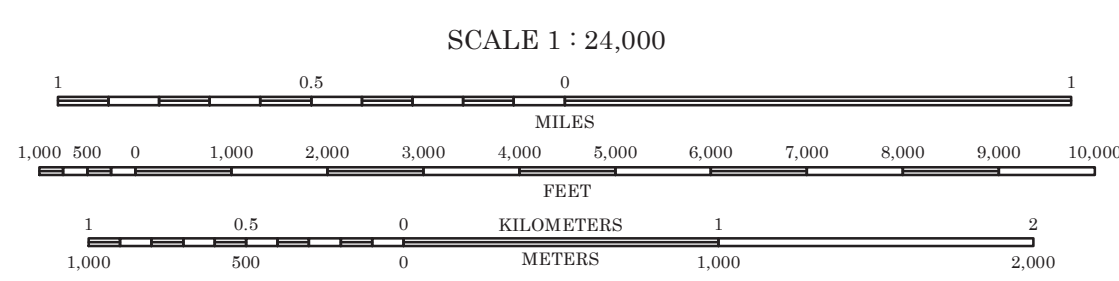 SCALE 1 : 24,000
1 0.5 0 1
MILES
1,000 500 0 1,000 2,000 3,000 4,000 5,000 6,000 7,000 8,000 9,000 10,000
FEET
1 0.5 0 KILOMETERS 1 2
1,000 500 0 METERS 1,000 2,000